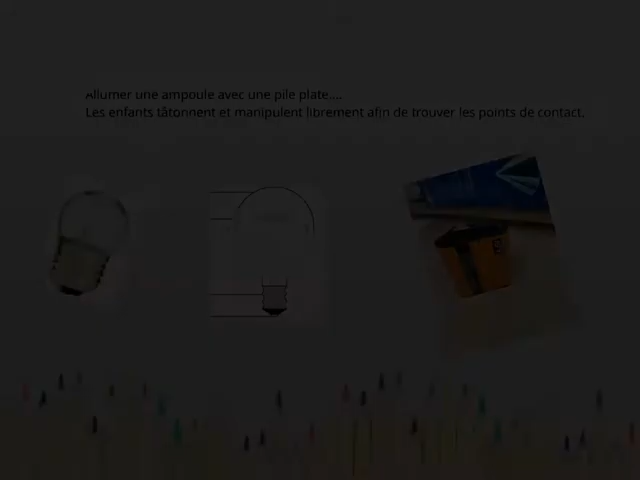 Allumer une ampoule avec une pile plate....
Les enfants tâtonnent et manipulent librement afin de trouver les points de contact.